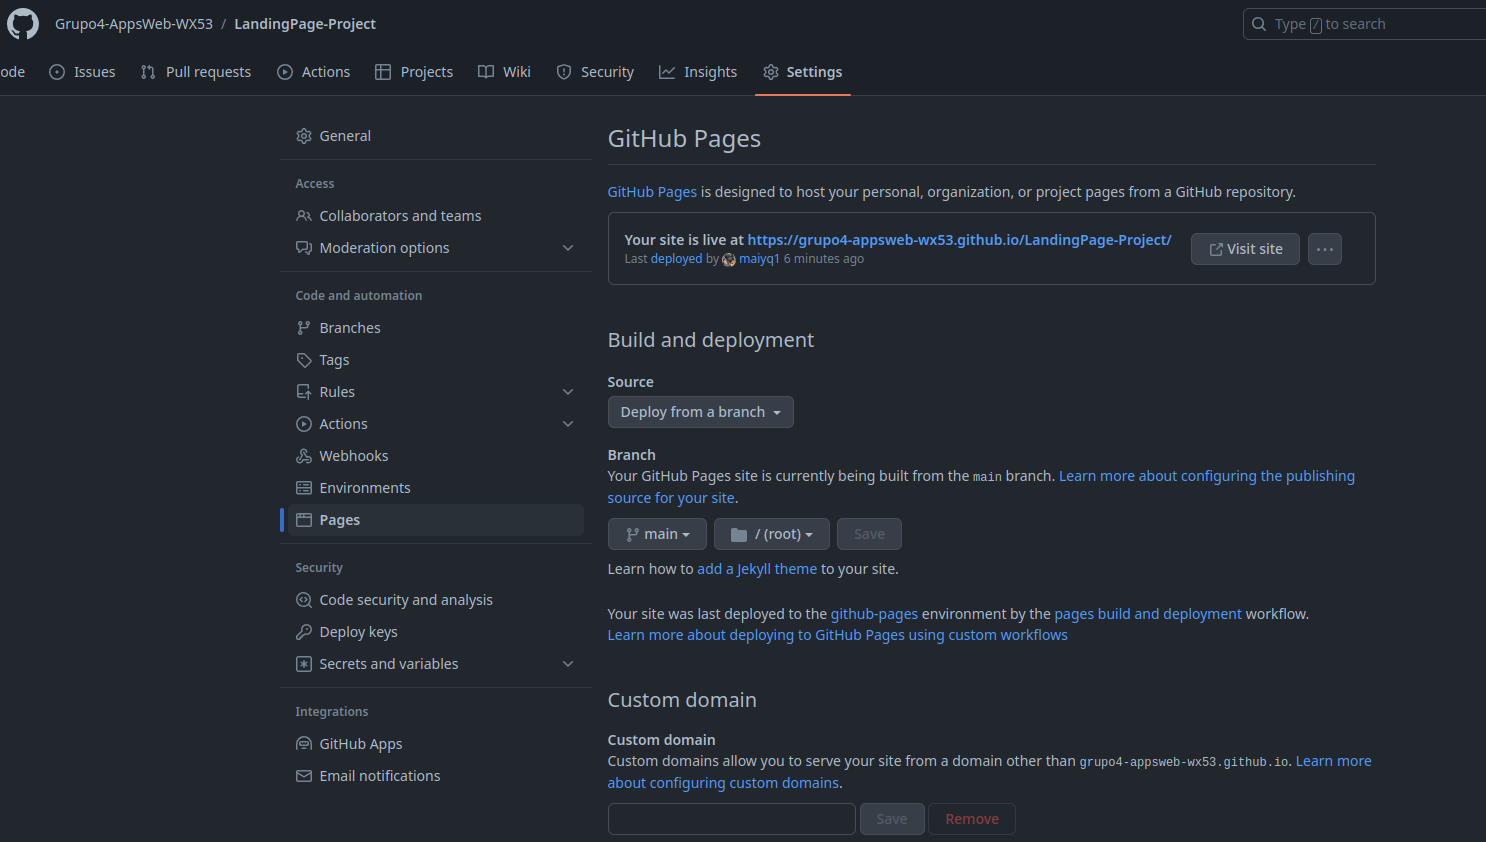 Grupo4-AppsWeb-WX53 / LandingPage-Project
Type / to search
ode Issues Pull requests Actions Projects Wiki Security Insights Settings
General
Access
Collaborators and teams
Moderation options
Code and automation
Branches
Tags
Rules
Actions
Webhooks
Environments
Pages
Security
Code security and analysis
Deploy keys
Secrets and variables
Integrations
GitHub Apps
Email notifications
GitHub Pages
GitHub Pages is designed to host your personal, organization, or project pages from a GitHub repository.
Your site is live at https://grupo4-appsweb-wx53.github.io/LandingPage-Project/
Last deployed by maiyq1 6 minutes ago
Visit site
Build and deployment
Source
Deploy from a branch
Branch
Your GitHub Pages site is currently being built from the main branch. Learn more about configuring the publishing
source for your site.
main / (root) Save
Learn how to add a Jekyll theme to your site.
Your site was last deployed to the github-pages environment by the pages build and deployment workflow.
Learn more about deploying to GitHub Pages using custom workflows
Custom domain
Custom domain
Custom domains allow you to serve your site from a domain other than grupo4-appsweb-wx53.github.io. Learn more
about configuring custom domains.
Save Remove